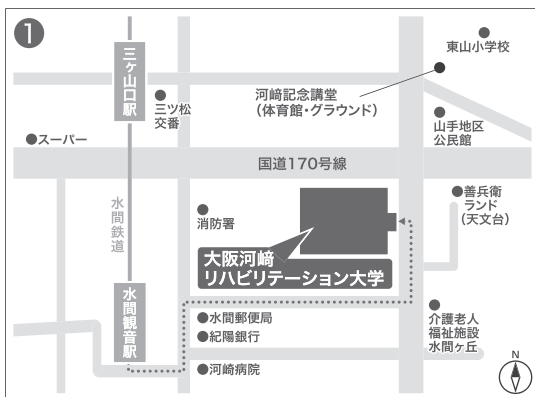 1
東山小学校
三ケ山口駅
河﨑記念講堂
(体育館・グラウンド)
三ツ松
交番
山手地区
公民館
スーパー
国道170号線
善兵衛
ランド
(天文台)
水間鉄道
消防署
大阪河﨑
リハビリテーション大学
水間観音駅
水間郵便局
紀陽銀行
河崎病院
介護老人
福祉施設
水間ヶ丘
N